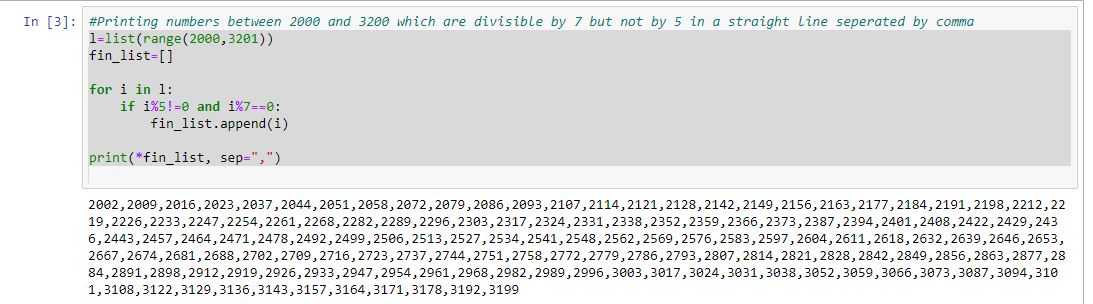 In [3]: #Printing numbers between 2000 and 3200 which are divisible by 7 but not by 5 in a straight line seperated by comma
l=list(range(2000,3201))
fin_list=[]
for i in l:
    if i%5!=0 and i%7==0:
        fin_list.append(i)
print(*fin_list, sep=",")
2002,2009,2016,2023,2037,2044,2051,2058,2072,2079,2086,2093,2107,2114,2121,2128,2142,2149,2156,2163,2177,2184,2191,2198,2212,22
19,2226,2233,2247,2254,2261,2268,2282,2289,2296,2303,2317,2324,2331,2338,2352,2359,2366,2373,2387,2394,2401,2408,2422,2429,243
6,2443,2457,2464,2471,2478,2492,2499,2506,2513,2527,2534,2541,2548,2562,2569,2576,2583,2597,2604,2611,2618,2632,2639,2646,2653,
2667,2674,2681,2688,2702,2709,2716,2723,2737,2744,2751,2758,2772,2779,2786,2793,2807,2814,2821,2828,2842,2849,2856,2863,2877,28
84,2891,2898,2912,2919,2926,2933,2947,2954,2961,2968,2982,2989,2996,3003,3017,3024,3031,3038,3052,3059,3066,3073,3087,3094,310
1,3108,3122,3129,3136,3143,3157,3164,3171,3178,3192,3199